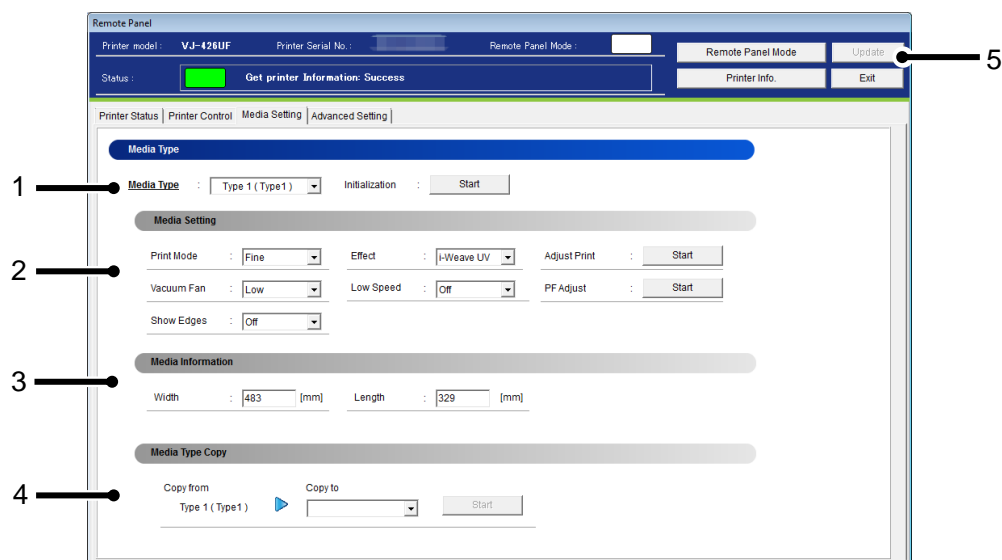 Remote Panel
Printer model : VJ-426UF Printer Serial No. : Remote Panel Mode : Remote Panel Mode Update
Status : Get printer Information: Success Printer Info. Exit
5
Printer Status Printer Control Media Setting Advanced Setting
Media Type
1
Media Type : Type 1 ( Type1 ) Initialization : Start
Media Setting
2
Print Mode : Fine Effect : i-Weave UV Adjust Print : Start
Vacuum Fan : Low Low Speed : Off PF Adjust : Start
Show Edges : Off
Media Information
3
Width : 483 [mm] Length : 329 [mm]
Media Type Copy
4
Copy from Copy to
Type 1 ( Type1 ) Start